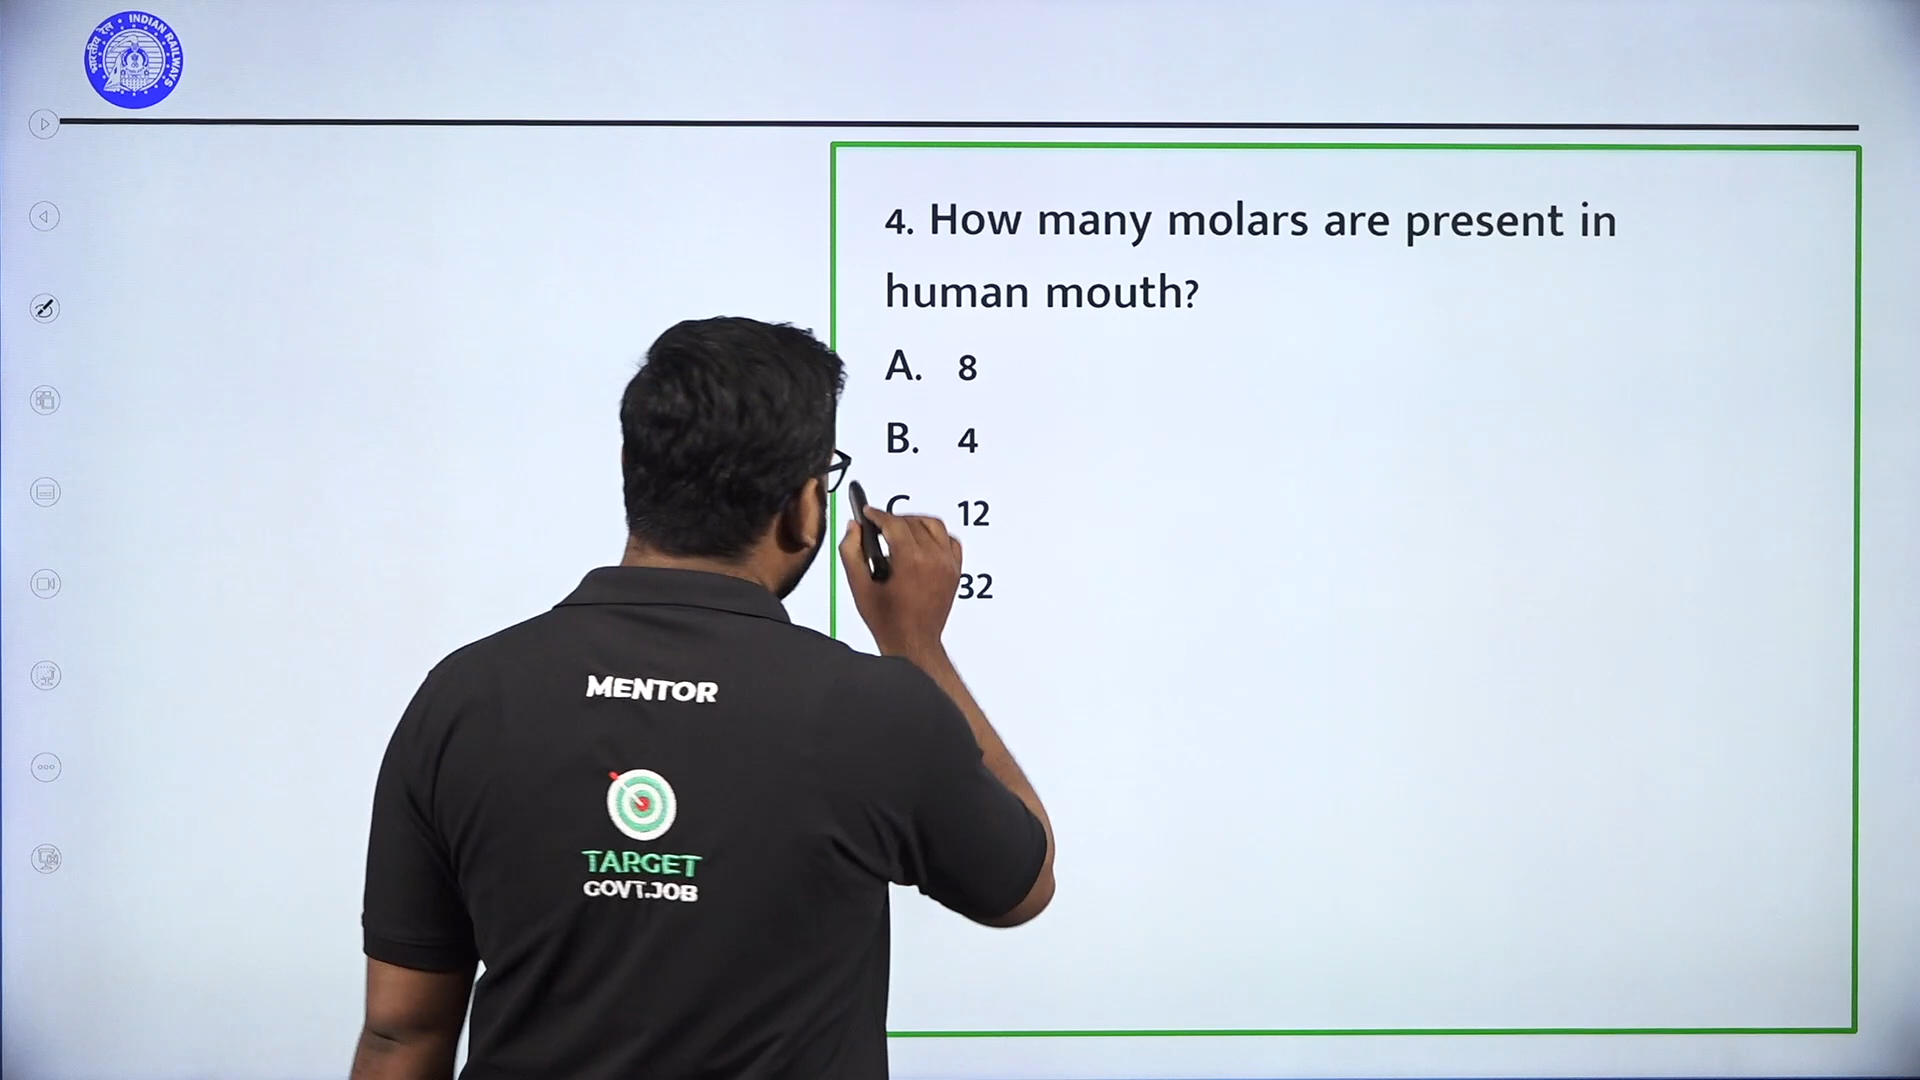 भारतीय रेल
INDIAN RAILWAYS
4. How many molars are present in
human mouth?
A. 8
B. 4
C 12
32
MENTOR
TARGET
GOVT.JOB